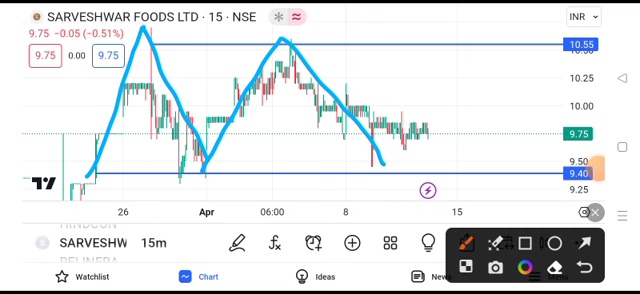 SARVESHWAR FOODS LTD · 15 · NSE
INR
9.75 −0.05 (−0.51%)
9.75 0.00 9.75
10.55
10.25
10.00
9.75
9.50
9.40
9.25
26 Apr 06:00 8 15
SARVESHW 15m
Watchlist Chart Ideas News